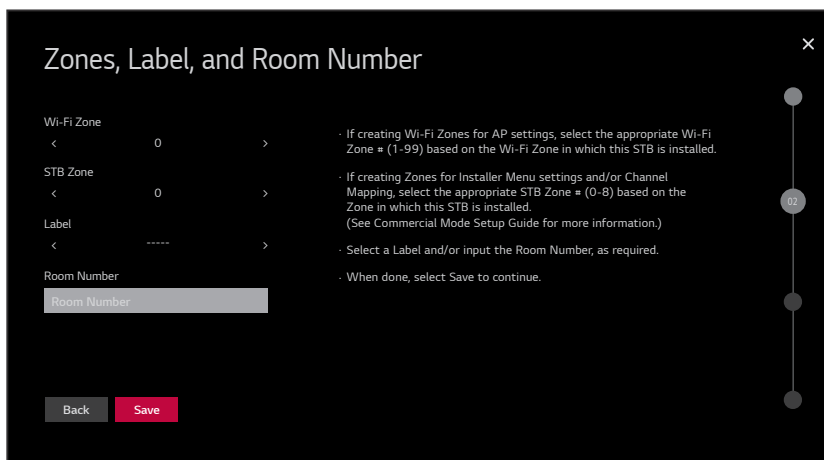 Zones, Label, and Room Number
×
Wi-Fi Zone
< 0 >
STB Zone
< 0 >
Label
< ----- >
Room Number
Room Number
Back Save
· If creating Wi-Fi Zones for AP settings, select the appropriate Wi-Fi
Zone # (1-99) based on the Wi-Fi Zone in which this STB is installed.
· If creating Zones for Installer Menu settings and/or Channel
Mapping, select the appropriate STB Zone # (0-8) based on the
Zone in which this STB is installed.
(See Commercial Mode Setup Guide for more information.)
· Select a Label and/or input the Room Number, as required.
· When done, select Save to continue.
02